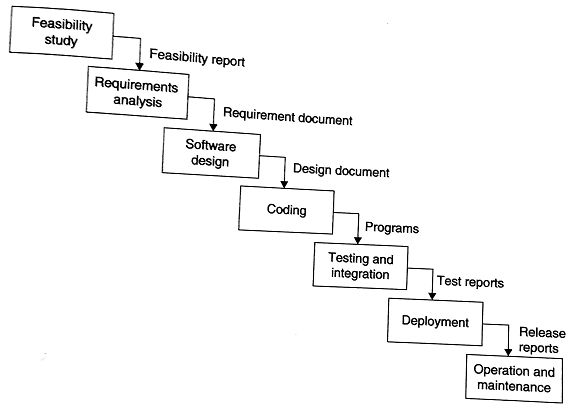 Feasibility
study
Feasibility report
Requirements
analysis
Requirement document
Software
design
Design document
Coding
Programs
Testing and
integration
Test reports
Deployment
Release
reports
Operation and
maintenance